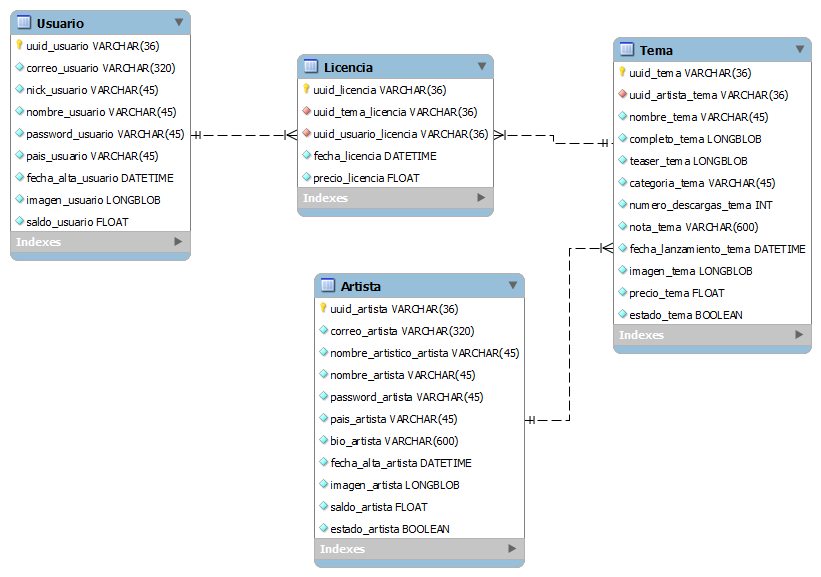 Usuario
uuid_usuario VARCHAR(36)
correo_usuario VARCHAR(320)
nick_usuario VARCHAR(45)
nombre_usuario VARCHAR(45)
password_usuario VARCHAR(45)
pais_usuario VARCHAR(45)
fecha_alta_usuario DATETIME
imagen_usuario LONGBLOB
saldo_usuario FLOAT
Indexes
Licencia
uuid_licencia VARCHAR(36)
uuid_tema_licencia VARCHAR(36)
uuid_usuario_licencia VARCHAR(36)
fecha_licencia DATETIME
precio_licencia FLOAT
Indexes
Tema
uuid_tema VARCHAR(36)
uuid_artista_tema VARCHAR(36)
nombre_tema VARCHAR(45)
completo_tema LONGBLOB
teaser_tema LONGBLOB
categoria_tema VARCHAR(45)
numero_descargas_tema INT
nota_tema VARCHAR(600)
fecha_lanzamiento_tema DATETIME
imagen_tema LONGBLOB
precio_tema FLOAT
estado_tema BOOLEAN
Indexes
Artista
uuid_artista VARCHAR(36)
correo_artista VARCHAR(320)
nombre_artistico_artista VARCHAR(45)
nombre_artista VARCHAR(45)
password_artista VARCHAR(45)
pais_artista VARCHAR(45)
bio_artista VARCHAR(600)
fecha_alta_artista DATETIME
imagen_artista LONGBLOB
saldo_artista FLOAT
estado_artista BOOLEAN
Indexes